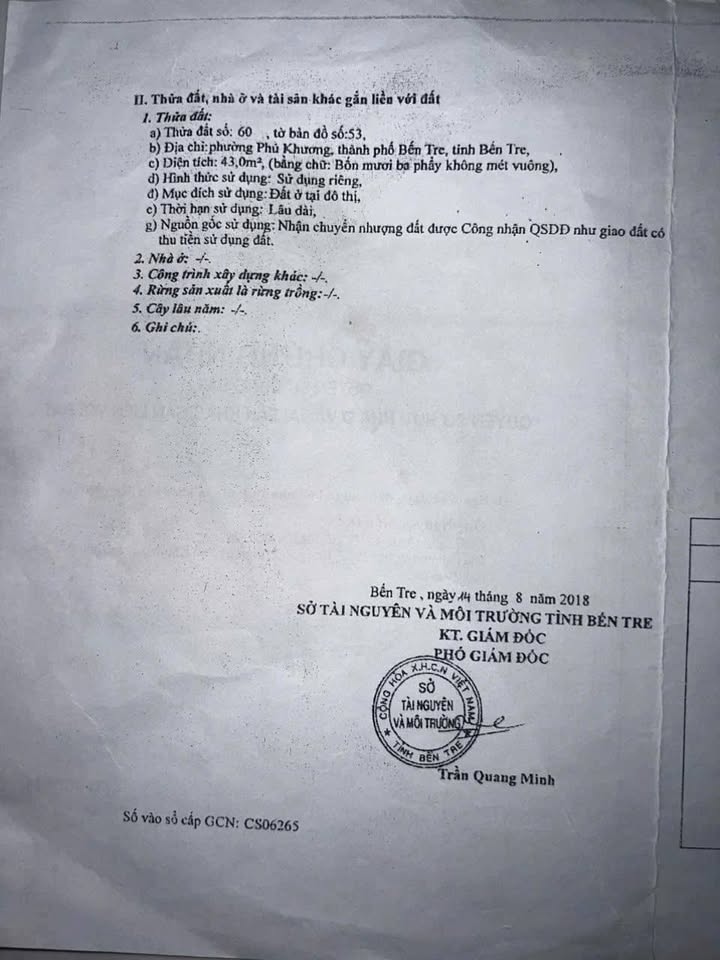 II. Thửa đất, nhà ở và tài sản khác gắn liền với đất
1. Thửa đất:
a) Thửa đất số: 60 , tờ bản đồ số:53,
b) Địa chỉ:phường Phú Khương, thành phố Bến Tre, tỉnh Bến Tre,
c) Diện tích: 43,0m², (bằng chữ: Bốn mươi ba phẩy không mét vuông),
d) Hình thức sử dụng: Sử dụng riêng,
đ) Mục đích sử dụng:Đất ở tại đô thị,
e) Thời hạn sử dụng: Lâu dài,
g) Nguồn gốc sử dụng: Nhận chuyển nhượng đất được Công nhận QSDĐ như giao đất có
thu tiền sử dụng đất.
2. Nhà ở: -/-.
3. Công trình xây dựng khác: -/-.
4. Rừng sản xuất là rừng trồng:-/-.
5. Cây lâu năm: -/-.
6. Ghi chú:.
Bến Tre , ngày 14 tháng 8 năm 2018
SỞ TÀI NGUYÊN VÀ MÔI TRƯỜNG TỈNH BẾN TRE
KT. GIÁM ĐỐC
PHÓ GIÁM ĐỐC
CỘNG HÒA X.H.C.N VIỆT NAM
SỞ
TÀI NGUYÊN
VÀ MÔI TRƯỜNG
TỈNH BẾN TRE
Trần Quang Minh
Số vào sổ cấp GCN: CS06265